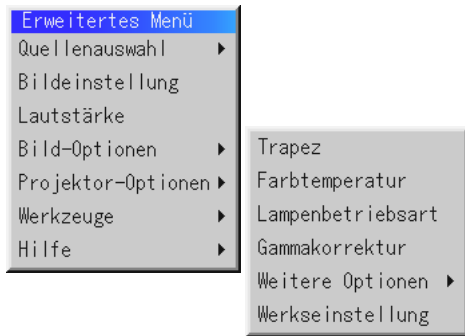 Erweitertes Menü
Quellenauswahl
Bildeinstellung
Lautstärke
Bild-Optionen
Projektor-Optionen
Werkzeuge
Hilfe
Trapez
Farbtemperatur
Lampenbetriebsart
Gammakorrektur
Weitere Optionen
Werkseinstellung